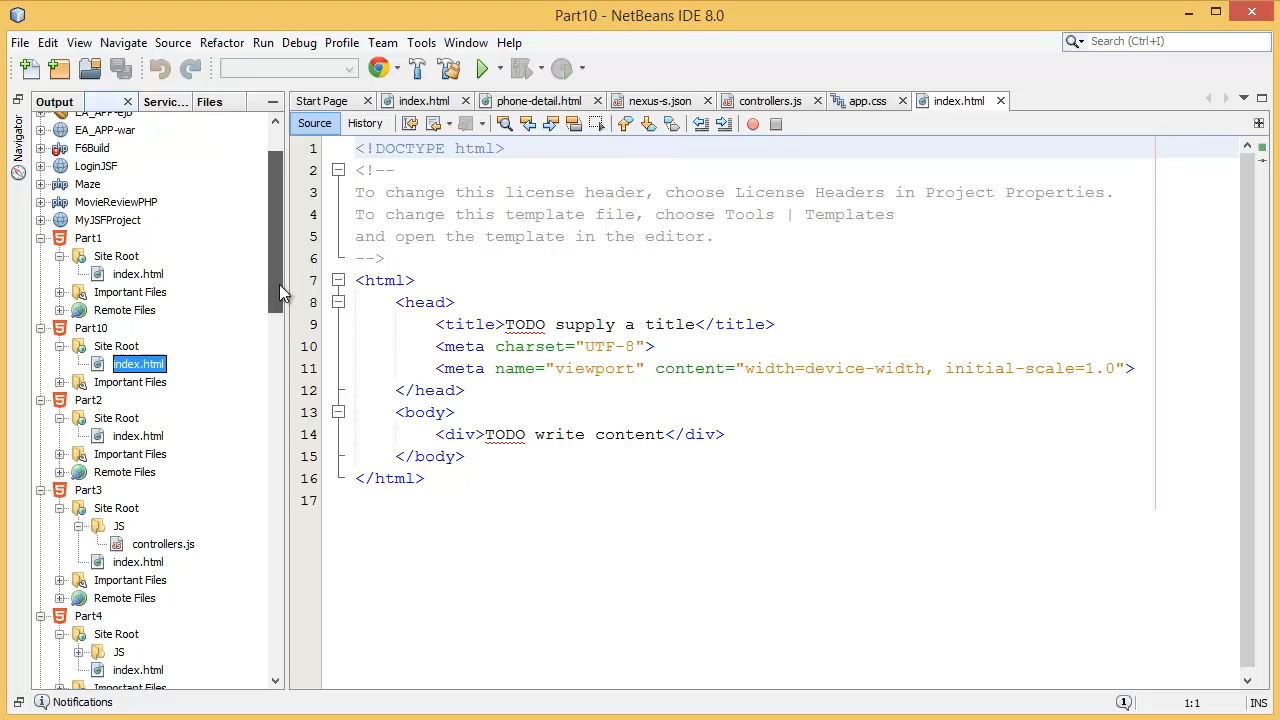 Part10 - NetBeans IDE 8.0
File Edit View Navigate Source Refactor Run Debug Profile Team Tools Window Help
Search (Ctrl+I)
Output Servic... Files
Start Page index.html phone-detail.html nexus-s.json controllers.js app.css index.html
Source History
Navigator
EA_APP-ejb
EA_APP-war
F6Build
LoginJSF
Maze
MovieReviewPHP
MyJSFProject
Part1
Site Root
index.html
Important Files
Remote Files
Part10
Site Root
index.html
Important Files
Part2
Site Root
index.html
Important Files
Remote Files
Part3
Site Root
JS
controllers.js
index.html
Important Files
Remote Files
Part4
Site Root
JS
index.html
Important Files
1 <!DOCTYPE html>
2 <!--
3 To change this license header, choose License Headers in Project Properties.
4 To change this template file, choose Tools | Templates
5 and open the template in the editor.
6 -->
7 <html>
8 <head>
9 <title>TODO supply a title</title>
10 <meta charset="UTF-8">
11 <meta name="viewport" content="width=device-width, initial-scale=1.0">
12 </head>
13 <body>
14 <div>TODO write content</div>
15 </body>
16 </html>
17
Notifications
1:1 INS